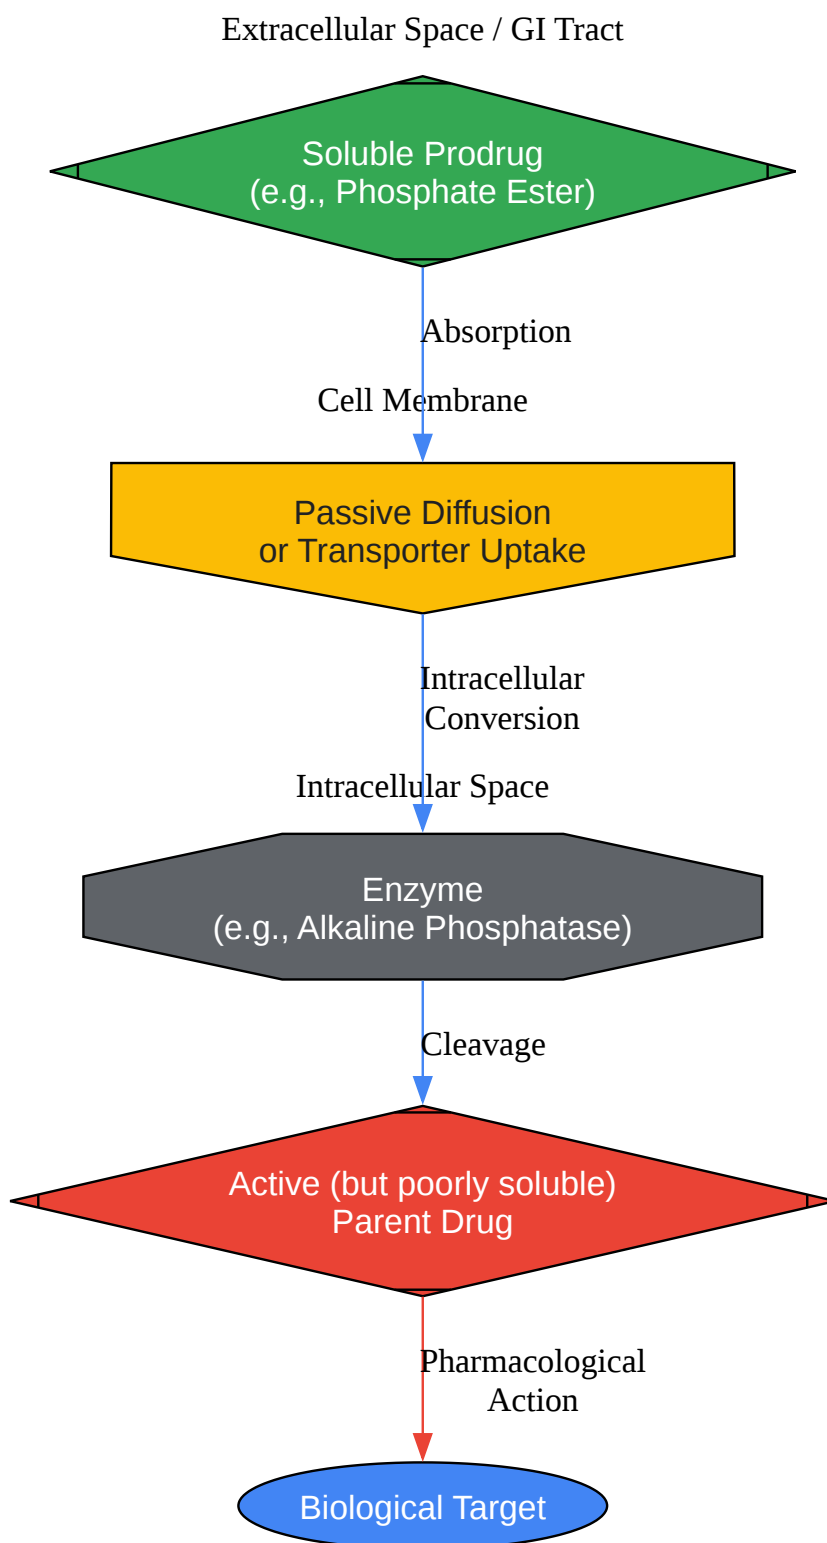 Extracellular Space / GI Tract
Soluble Prodrug
(e.g., Phosphate Ester)
Absorption
Cell Membrane
Passive Diffusion
or Transporter Uptake
Intracellular
Conversion
Intracellular Space
Enzyme
(e.g., Alkaline Phosphatase)
Cleavage
Active (but poorly soluble)
Parent Drug
Pharmacological
Action
Biological Target